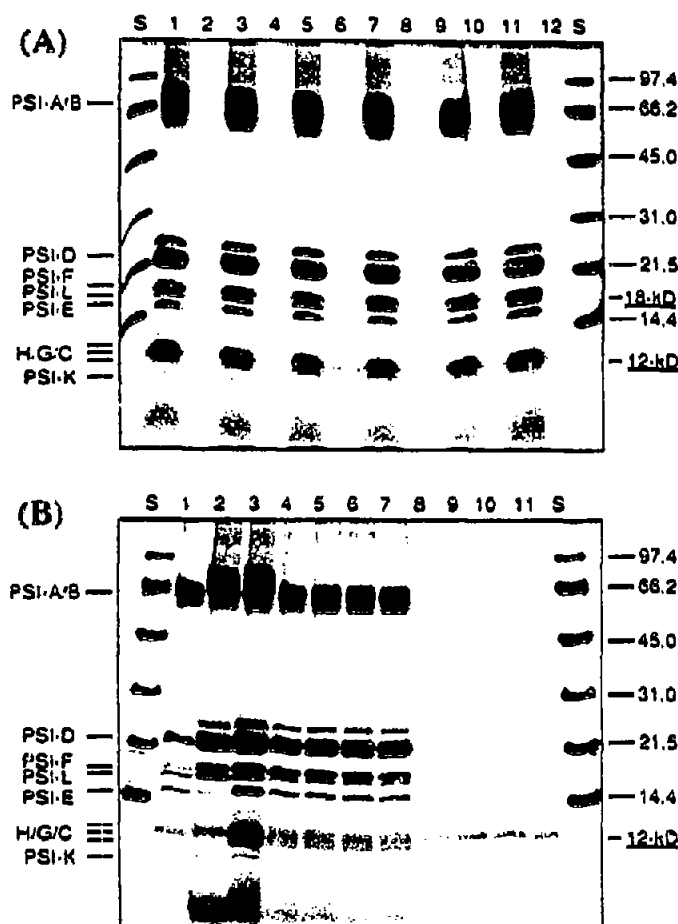 (A)
S 1 2 3 4 5 6 7 8 9 10 11 12 S
PSI-A/B
PSI-D
PSI-F
PSI-L
PSI-E
H/G/C
PSI-K
97.4
66.2
45.0
31.0
21.5
18-kD
14.4
12-kD
(B)
S 1 2 3 4 5 6 7 8 9 10 11 S
PSI-A/B
PSI-D
PSI-F
PSI-L
PSI-E
H/G/C
PSI-K
97.4
66.2
45.0
31.0
21.5
14.4
12-kD